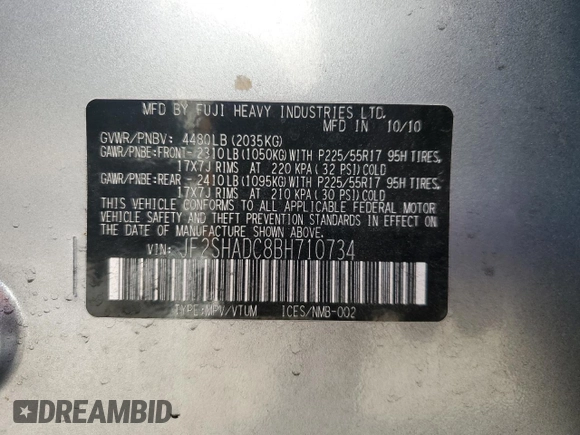 MFD BY FUJI HEAVY INDUSTRIES LTD.
MFD IN 10/10
GVWR/PNBV: 4480LB(2035KG)
GAWR/PNBE:FRONT- 2310LB(1050KG)WITH P225/55R17 95H TIRES,
17X7J RIMS AT 220 KPA(32 PSI)COLD
GAWR/PNBE:REAR - 2410LB(1095KG)WITH P225/55R17 95H TIRES,
17X7J RIMS AT 210 KPA(30 PSI)COLD
THIS VEHICLE CONFORMS TO ALL APPLICABLE FEDERAL MOTOR
VEHICLE SAFETY AND THEFT PREVENTION STANDARDS IN EFFECT
ON THE DATE OF MANUFACTURE SHOWN ABOVE.
VIN: JF2SHADC8BH710734
TYPE:MPV/VTUM ICES/NMB-002
DREAMBID